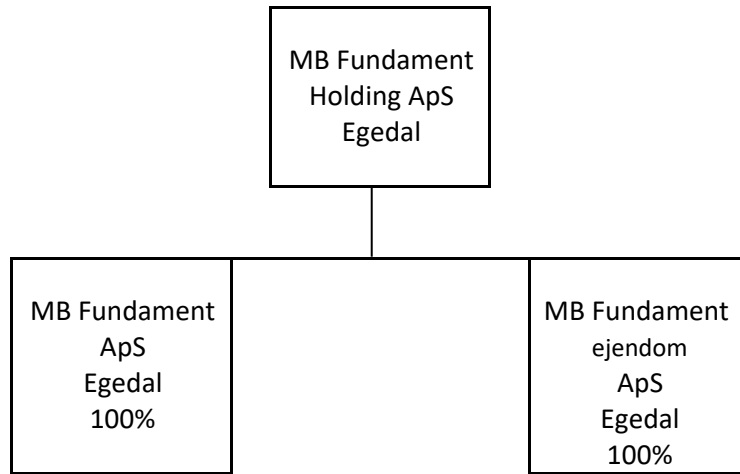 MB Fundament
Holding ApS
Egedal
MB Fundament
ApS
Egedal
100%
MB Fundament
ejendom
ApS
Egedal
100%